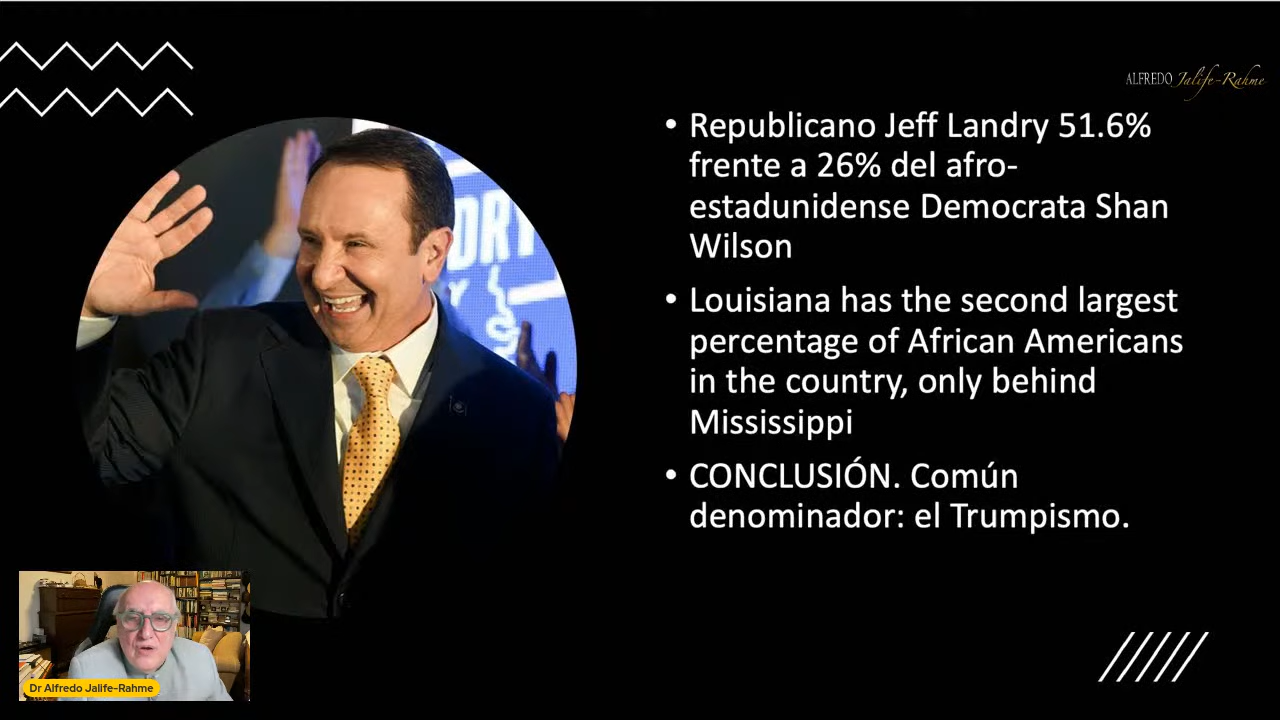 ALFREDO Jalife-Rahme
• Republicano Jeff Landry 51.6%
frente a 26% del afro-
estadunidense Democrata Shan
Wilson
• Louisiana has the second largest
percentage of African Americans
in the country, only behind
Mississippi
• CONCLUSIÓN. Común
denominador: el Trumpismo.
Dr Alfredo Jalife-Rahme